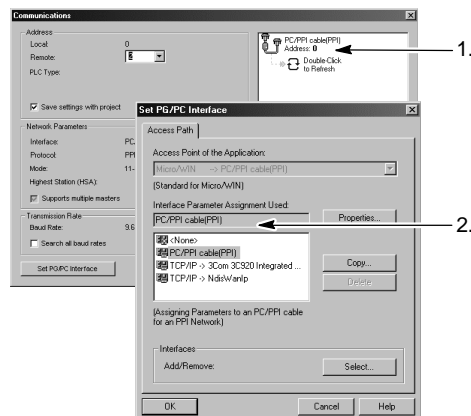 Communications
Address
Local: 0
Remote:
PLC Type:
Save settings with project
Network Parameters
Interface: PC
Protocol: PPI
Mode: 11-
Highest Station (HSA):
Supports multiple masters
Transmission Rate
Baud Rate: 9.6
Search all baud rates
Set PG/PC Interface
PC/PPI cable(PPI)
Address: 0
Double-Click
to Refresh
1.
Set PG/PC Interface
Access Path
Access Point of the Application:
Micro/WIN -> PC/PPI cable(PPI)
(Standard for Micro/WIN)
Interface Parameter Assignment Used:
PC/PPI cable(PPI)
Properties...
2.
<None>
PC/PPI cable(PPI)
TCP/IP -> 3Com 3C920 Integrated ...
TCP/IP -> NdisWanIp
Copy...
Delete
(Assigning Parameters to an PC/PPI cable
for an PPI Network)
Interfaces
Add/Remove:
Select...
OK
Cancel
Help